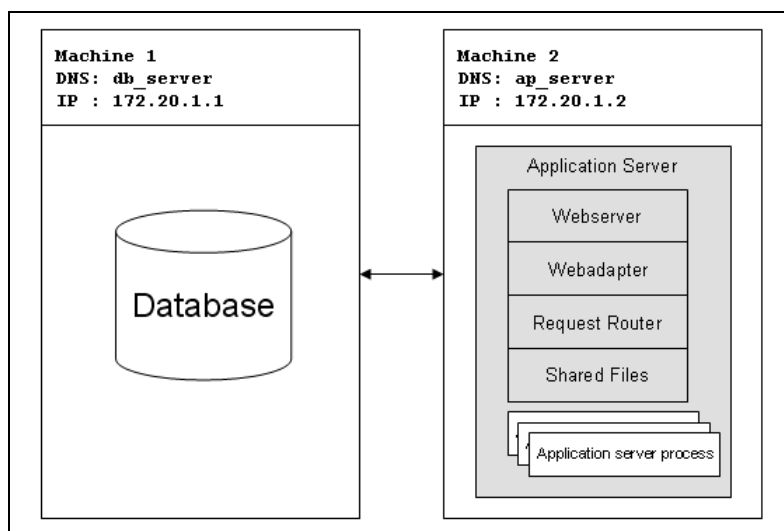 Machine 1
DNS: db_server
IP : 172.20.1.1
Machine 2
DNS: ap_server
IP : 172.20.1.2
Database
Application Server
Webserver
Webadapter
Request Router
Shared Files
Application server process